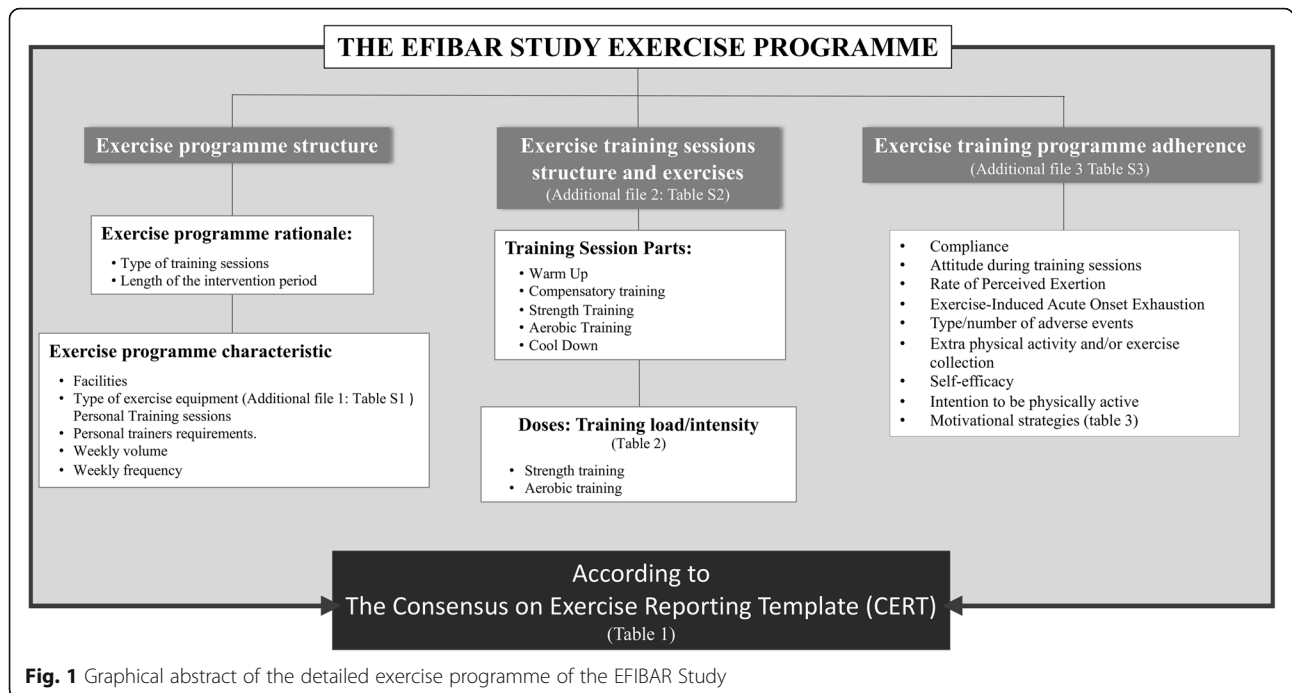 THE EFIBAR STUDY EXERCISE PROGRAMME
Exercise programme structure
Exercise programme rationale:
• Type of training sessions
• Length of the intervention period
Exercise programme characteristic
• Facilities
• Type of exercise equipment (Additional file 1: Table S1 )
Personal Training sessions
• Personal trainers requirements.
• Weekly volume
• Weekly frequency
Exercise training sessions
structure and exercises
(Additional file 2: Table S2)
Training Session Parts:
• Warm Up
• Compensatory training
• Strength Training
• Aerobic Training
• Cool Down
Doses: Training load/intensity
(Table 2)
• Strength training
• Aerobic training
Exercise training programme adherence
(Additional file 3 Table S3)
• Compliance
• Attitude during training sessions
• Rate of Perceived Exertion
• Exercise-Induced Acute Onset Exhaustion
• Type/number of adverse events
• Extra physical activity and/or exercise
collection
• Self-efficacy
• Intention to be physically active
• Motivational strategies (table 3)
According to
The Consensus on Exercise Reporting Template (CERT)
(Table 1)
Fig. 1 Graphical abstract of the detailed exercise programme of the EFIBAR Study